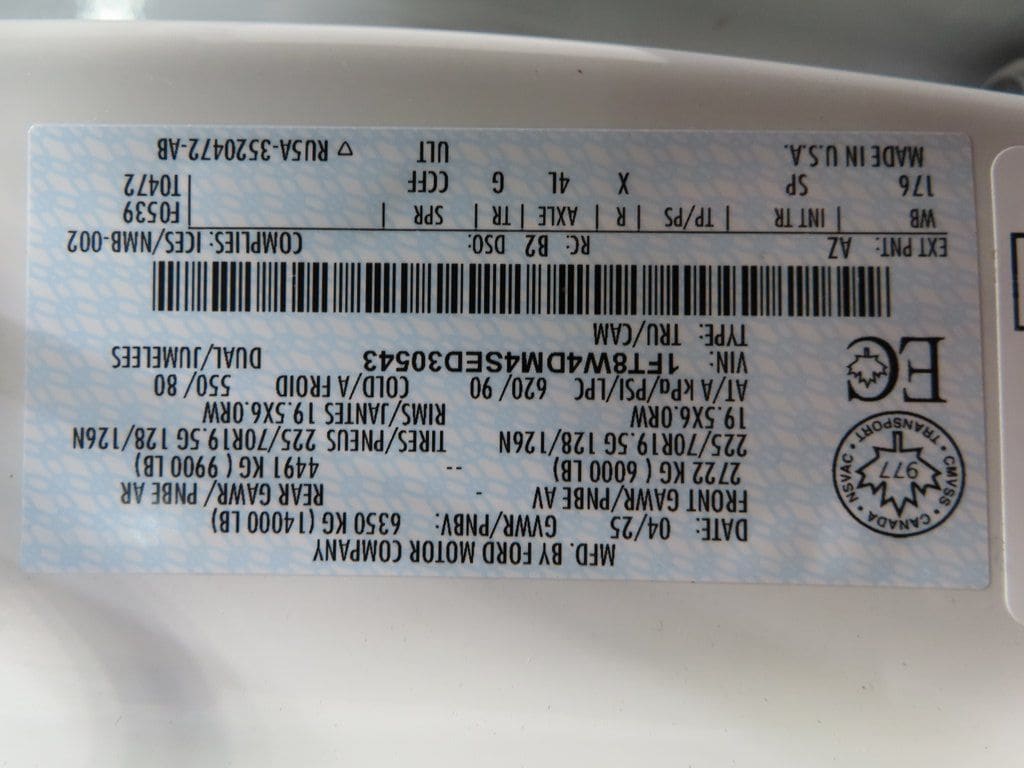 MFD. BY FORD MOTOR COMPANY
DATE: 04/25 GVWR/PNBV: 6350 KG (14000 LB)
FRONT GAWR/PNBE AV - REAR GAWR/ PNBE AR
2722 KG ( 6000 LB) -- 4491 KG ( 9900 LB)
225/70R19.5G 128/126N TIRES/PNEUS 225/70R19.5G 128/126N
19.5X6.0RW RIMS/JANTES 19.5X6.0RW
AT/A kPa/PSI/LPC 620/ 90 COLD/A FROID 550/ 80
VIN: 1FT8W4DM4SED30543 DUAL/JUMELEES
TYPE: TRU/CAM
NSVAC • CANADA • CMVSS • TRANSPORT •
977
EC
EXT PNT: AZ RC: B2 DSO: COMPLIES: ICES/NMB-002
WB | INT TR | TP/PS | R | AXLE | TR | SPR | F0539
176 SP X 4L G CCFF T0472
MADE IN U.S.A. ULT ▽ RU5A-3520472-AB